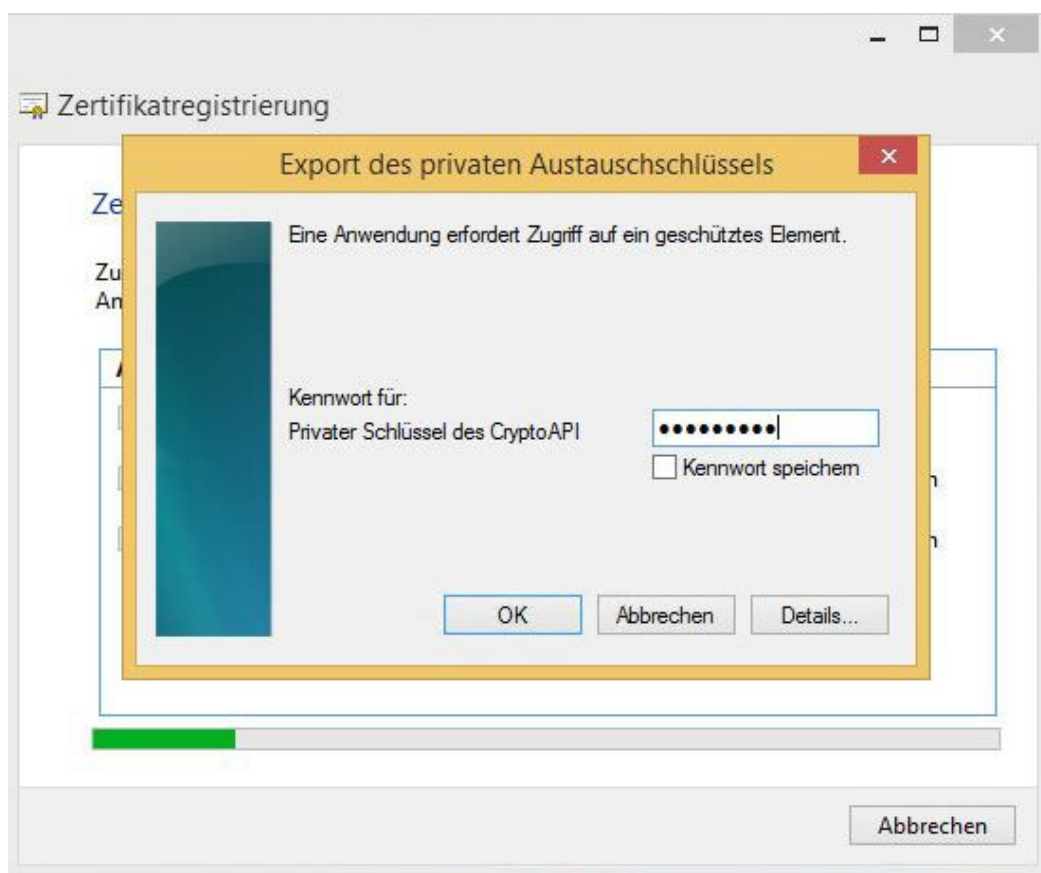 Zertifikatregistrierung
Export des privaten Austauschschlüssels
Eine Anwendung erfordert Zugriff auf ein geschütztes Element.
Kennwort für:
Privater Schlüssel des CryptoAPI
Kennwort speichern
OK
Abbrechen
Details...
Abbrechen